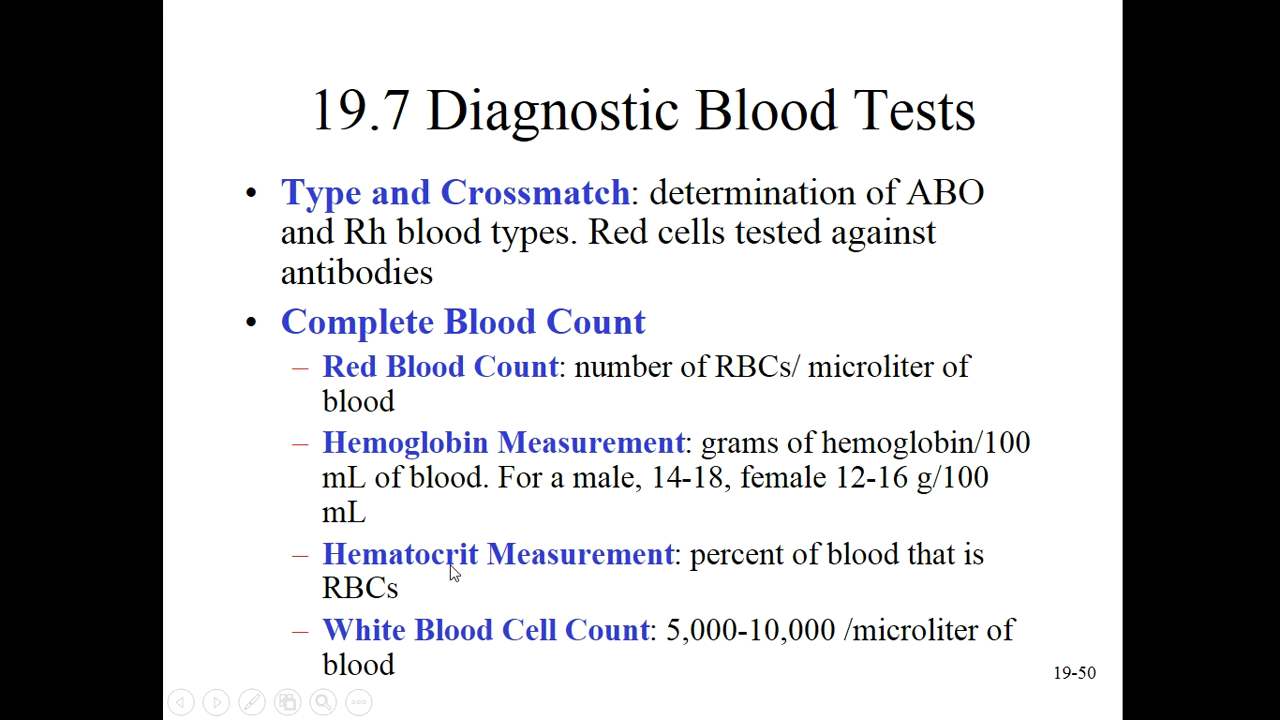 19.7 Diagnostic Blood Tests
• Type and Crossmatch: determination of ABO
and Rh blood types. Red cells tested against
antibodies
• Complete Blood Count
– Red Blood Count: number of RBCs/ microliter of
blood
– Hemoglobin Measurement: grams of hemoglobin/100
mL of blood. For a male, 14-18, female 12-16 g/100
mL
– Hematocrit Measurement: percent of blood that is
RBCs
– White Blood Cell Count: 5,000-10,000 /microliter of
blood
19-50